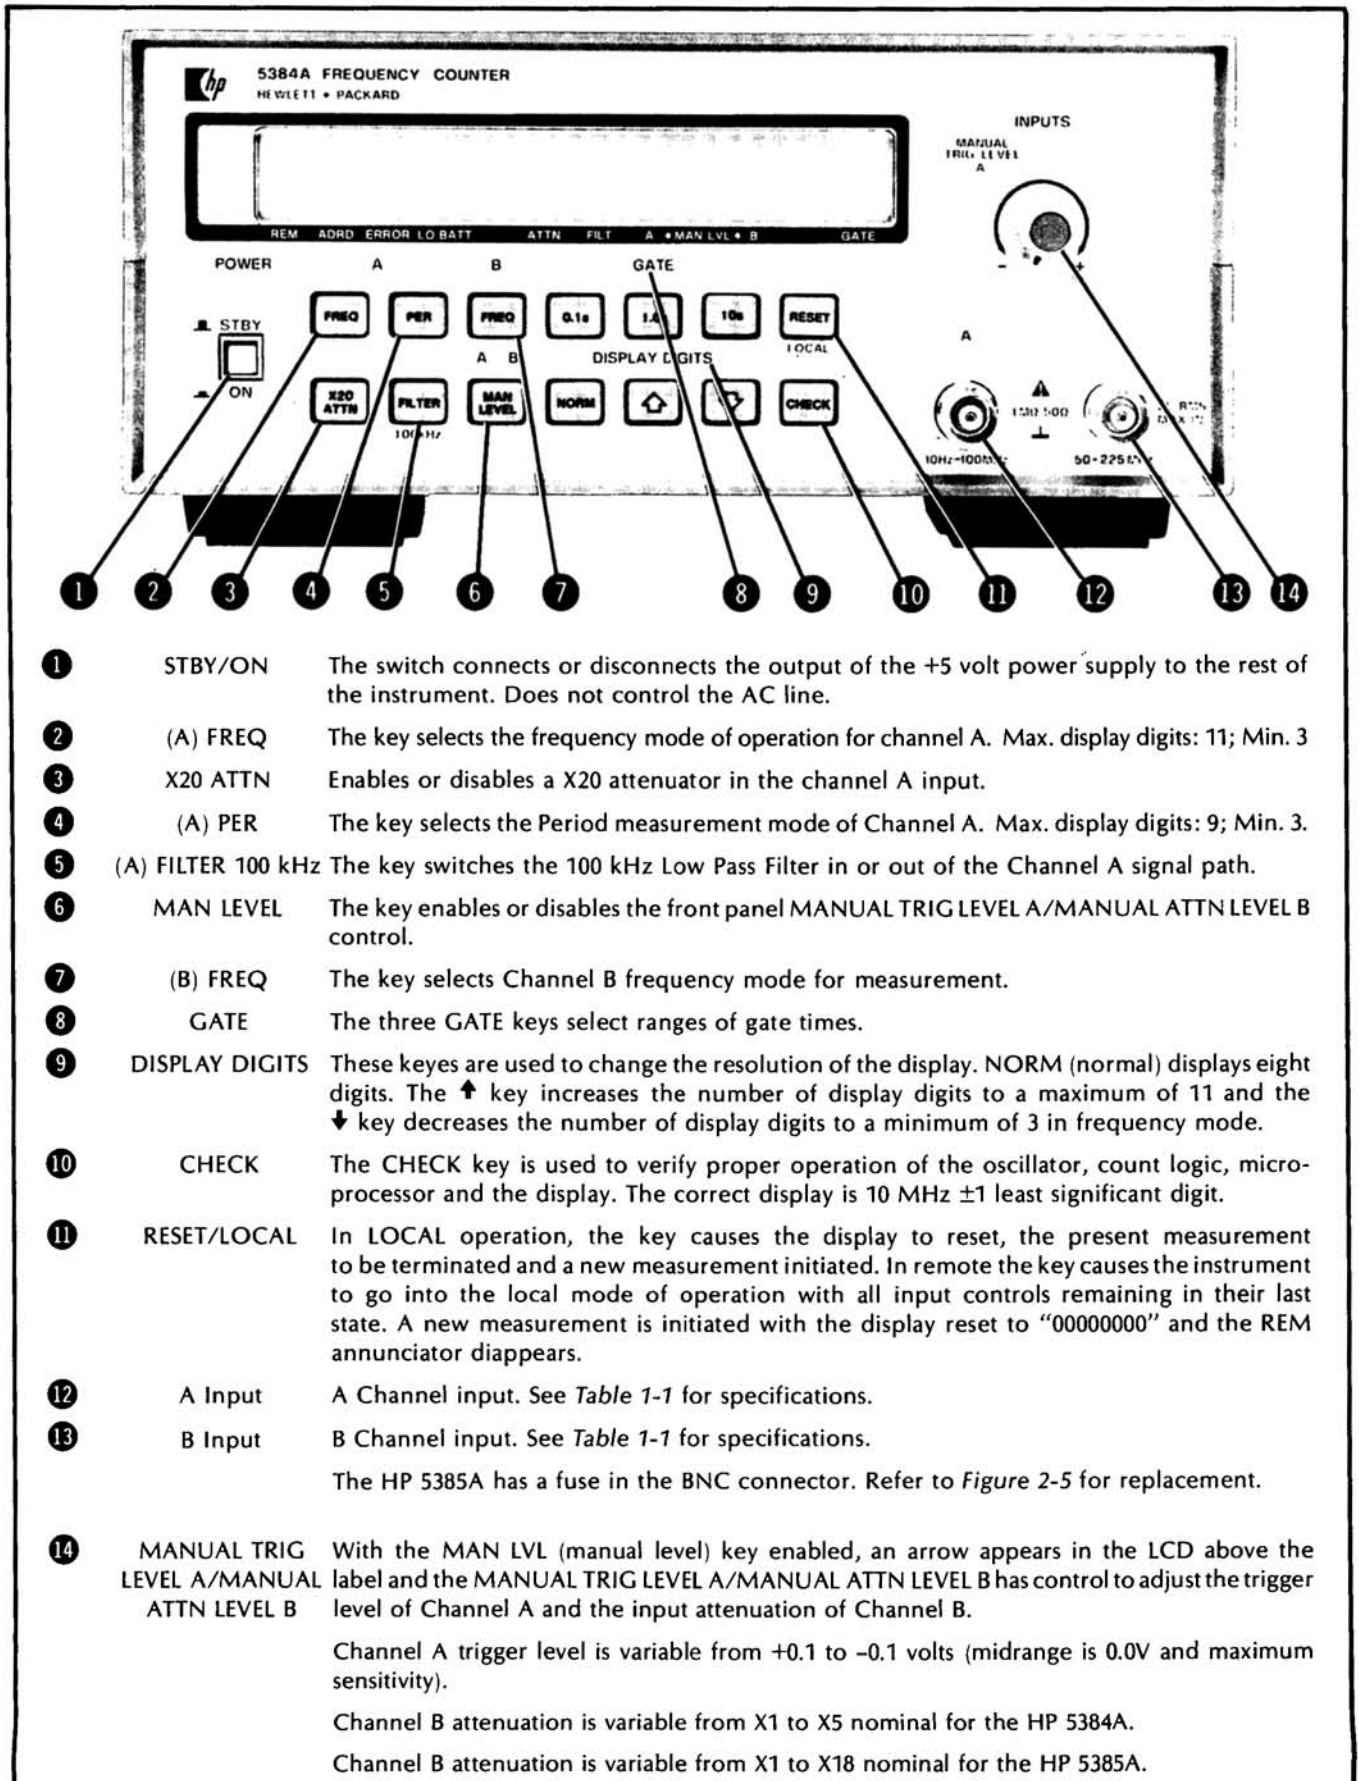 hp 5384A FREQUENCY COUNTER
HEWLETT • PACKARD
INPUTS
MANUAL
TRIG LEVEL
A
REM ADRD ERROR LO BATT ATTN FILT A •MAN LVL• B GATE
- +
POWER A B GATE
STBY
FREQ PER FREQ 0.1s 10s RESET
LOCAL
A B DISPLAY DIGITS
A
ON
X20 ATTN FILTER MAN LEVEL NORM CHECK
1 2 3 4 5 6 7 8 9 10 11 12 13 14
1 STBY/ON The switch connects or disconnects the output of the +5 volt power supply to the rest of
the instrument. Does not control the AC line.
2 (A) FREQ The key selects the frequency mode of operation for channel A. Max. display digits: 11; Min. 3
3 X20 ATTN Enables or disables a X20 attenuator in the channel A input.
4 (A) PER The key selects the Period measurement mode of Channel A. Max. display digits: 9; Min. 3.
5 (A) FILTER 100 kHz The key switches the 100 kHz Low Pass Filter in or out of the Channel A signal path.
6 MAN LEVEL The key enables or disables the front panel MANUAL TRIG LEVEL A/MANUAL ATTN LEVEL B
control.
7 (B) FREQ The key selects Channel B frequency mode for measurement.
8 GATE The three GATE keys select ranges of gate times.
9 DISPLAY DIGITS These keyes are used to change the resolution of the display. NORM (normal) displays eight
digits. The ↑ key increases the number of display digits to a maximum of 11 and the
↓ key decreases the number of display digits to a minimum of 3 in frequency mode.
10 CHECK The CHECK key is used to verify proper operation of the oscillator, count logic, micro-
processor and the display. The correct display is 10 MHz ±1 least significant digit.
11 RESET/LOCAL In LOCAL operation, the key causes the display to reset, the present measurement
to be terminated and a new measurement initiated. In remote the key causes the instrument
to go into the local mode of operation with all input controls remaining in their last
state. A new measurement is initiated with the display reset to "00000000" and the REM
annunciator diappears.
12 A Input A Channel input. See Table 1-1 for specifications.
13 B Input B Channel input. See Table 1-1 for specifications.
The HP 5385A has a fuse in the BNC connector. Refer to Figure 2-5 for replacement.
14 MANUAL TRIG With the MAN LVL (manual level) key enabled, an arrow appears in the LCD above the
LEVEL A/MANUAL label and the MANUAL TRIG LEVEL A/MANUAL ATTN LEVEL B has control to adjust the trigger
ATTN LEVEL B level of Channel A and the input attenuation of Channel B.
Channel A trigger level is variable from +0.1 to –0.1 volts (midrange is 0.0V and maximum
sensitivity).
Channel B attenuation is variable from X1 to X5 nominal for the HP 5384A.
Channel B attenuation is variable from X1 to X18 nominal for the HP 5385A.